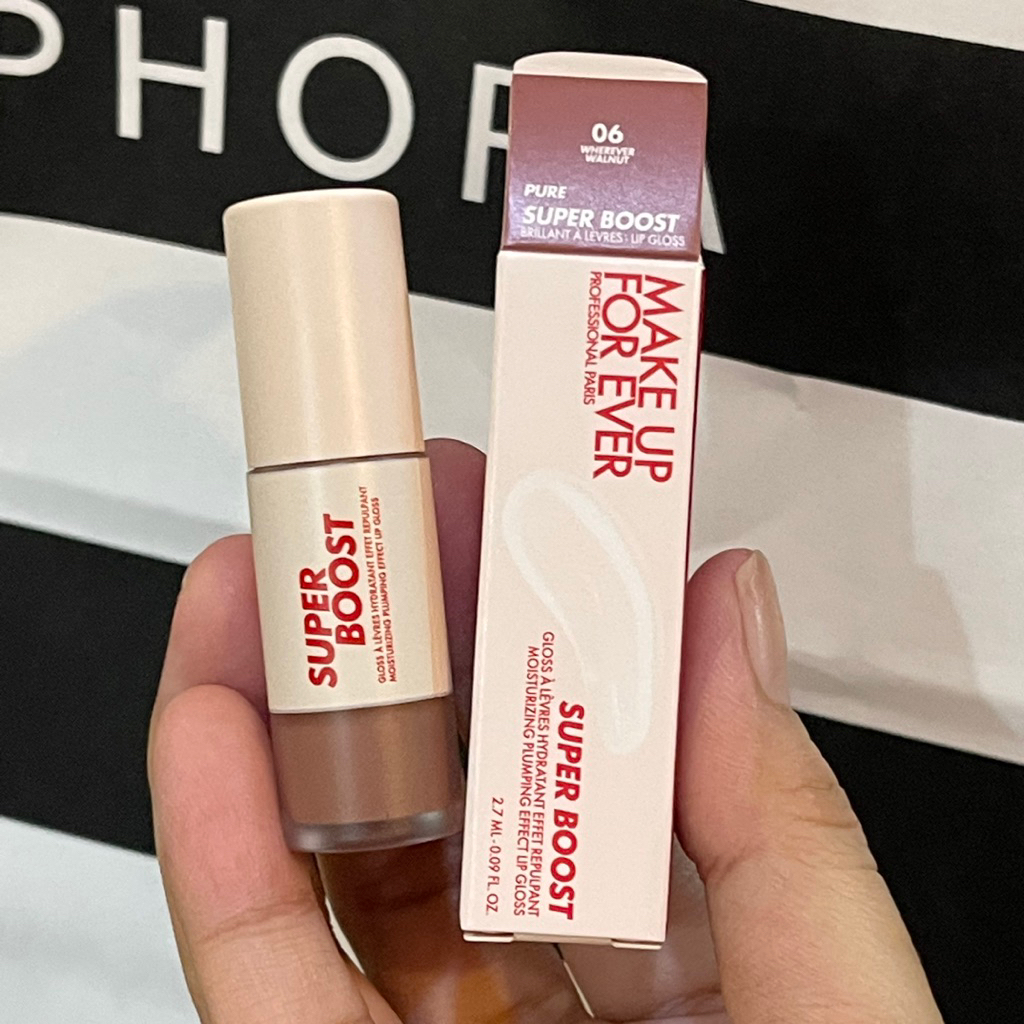 PHORA
06
WHEREVER
WALNUT
PURE
SUPER BOOST
BRILLANT À LÈVRES · LIP GLOSS
MAKE UP
FOR EVER
PROFESSIONAL PARIS
SUPER BOOST
GLOSS À LÈVRES HYDRATANT EFFET REPULPANT
MOISTURIZING PLUMPING EFFECT LIP GLOSS
2.7 ML - 0.09 FL. OZ.
SUPER
BOOST
GLOSS À LÈVRES HYDRATANT EFFET REPULPANT
MOISTURIZING PLUMPING EFFECT LIP GLOSS